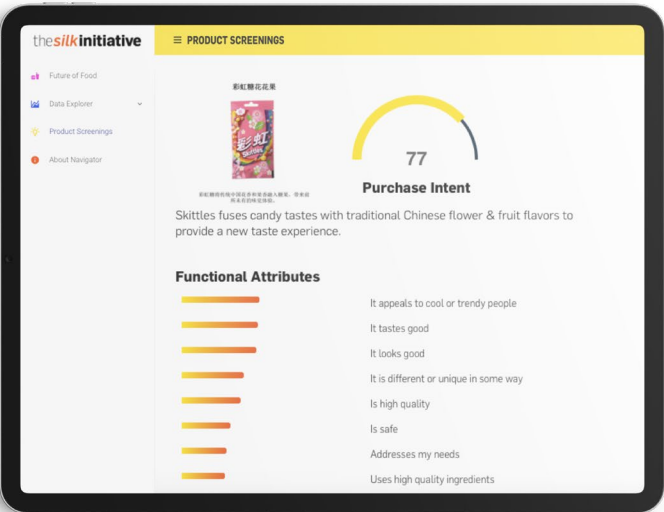 thesilkinitiative
PRODUCT SCREENINGS
Future of Food
Data Explorer
Product Screenings
About Navigator
彩虹糖花花果
彩虹
Skittles
77
Purchase Intent
Skittles fuses candy tastes with traditional Chinese flower & fruit flavors to
provide a new taste experience.
Functional Attributes
It appeals to cool or trendy people
It tastes good
It looks good
It is different or unique in some way
Is high quality
Is safe
Addresses my needs
Uses high quality ingredients